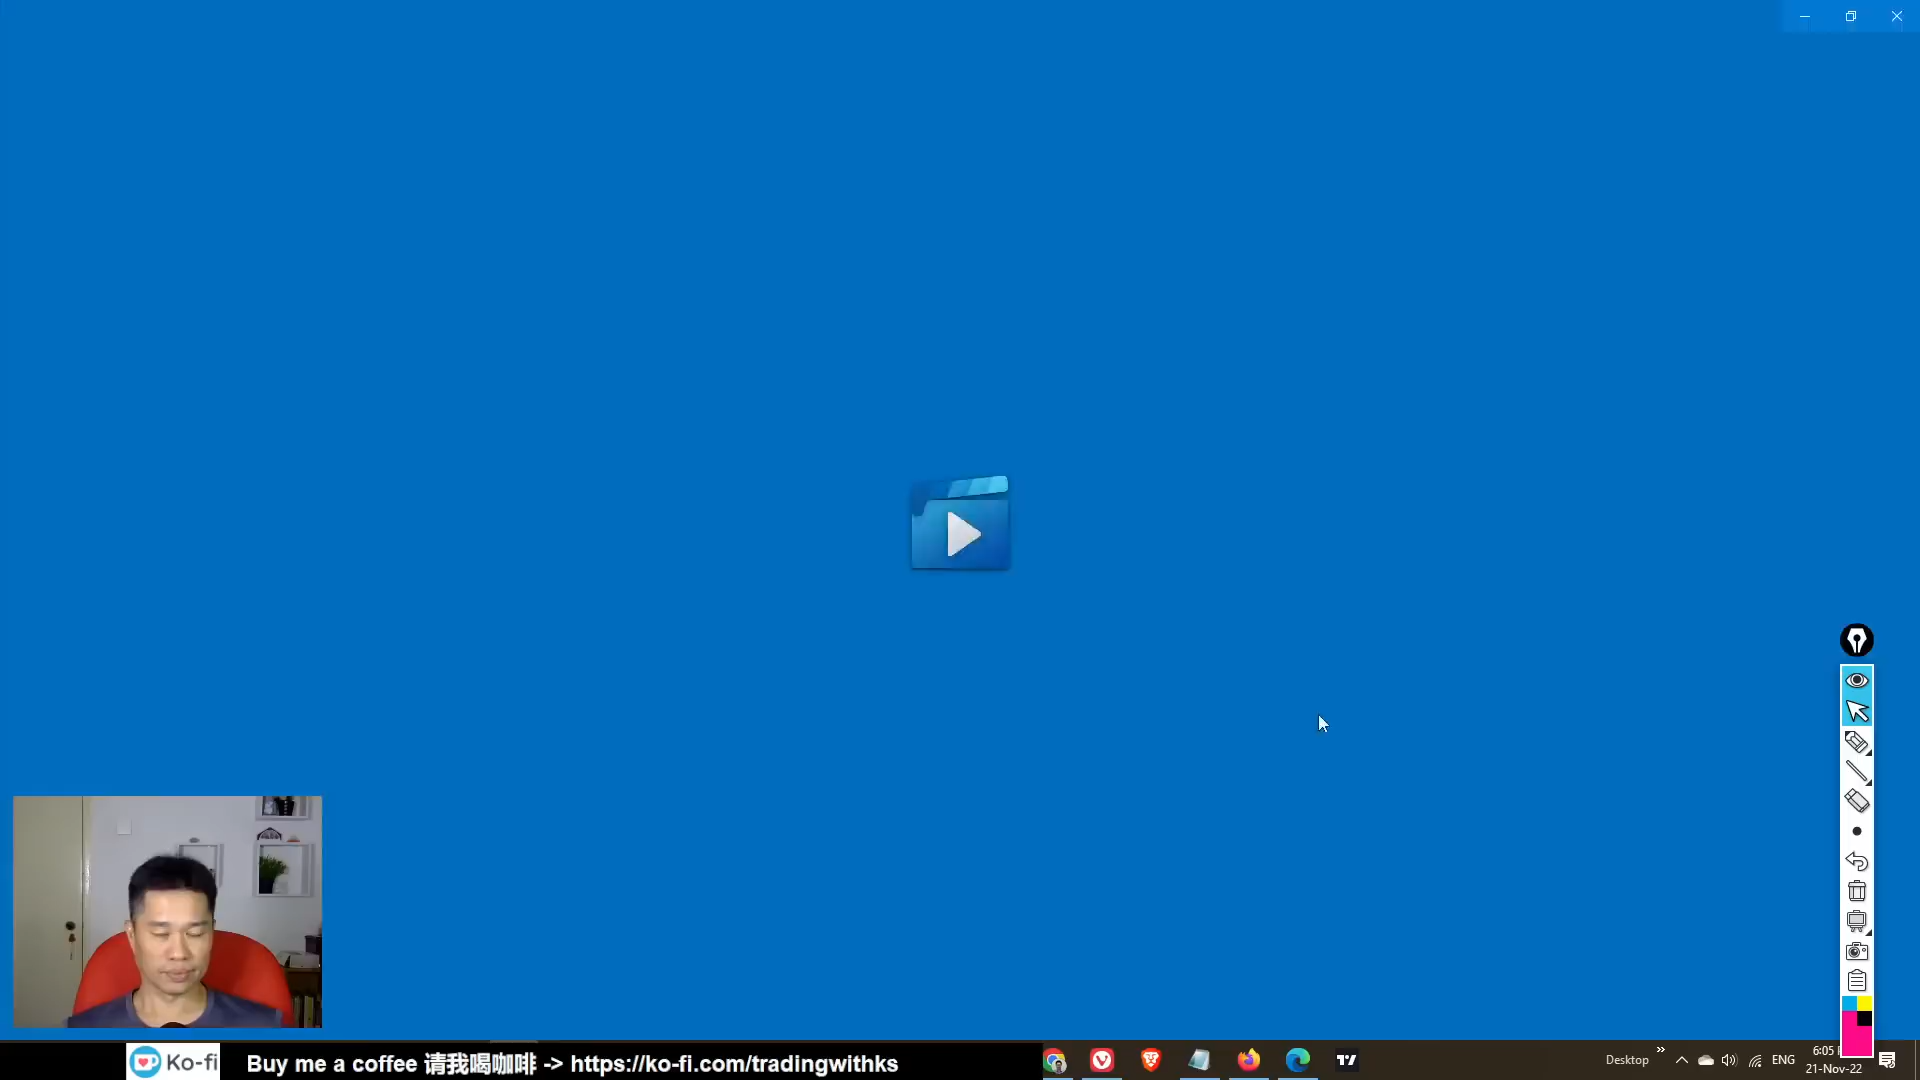 Ko-fi
Buy me a coffee 请我喝咖啡 -> https://ko-fi.com/tradingwithks
Desktop
ENG
6:05
21-Nov-22